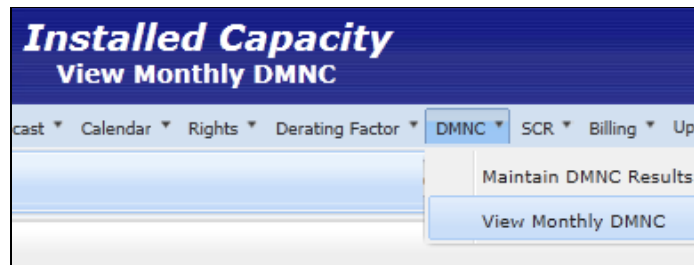 Installed Capacity
View Monthly DMNC
cast Calendar Rights Derating Factor DMNC SCR Billing Up
Maintain DMNC Results
View Monthly DMNC